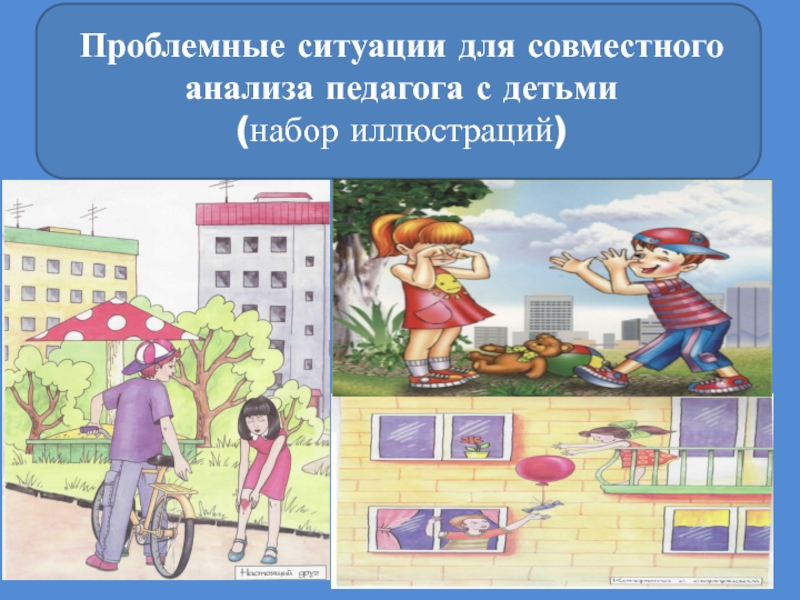 Проблемные ситуации для совместного
анализа педагога с детьми
(набор иллюстраций)
Настоящий друг